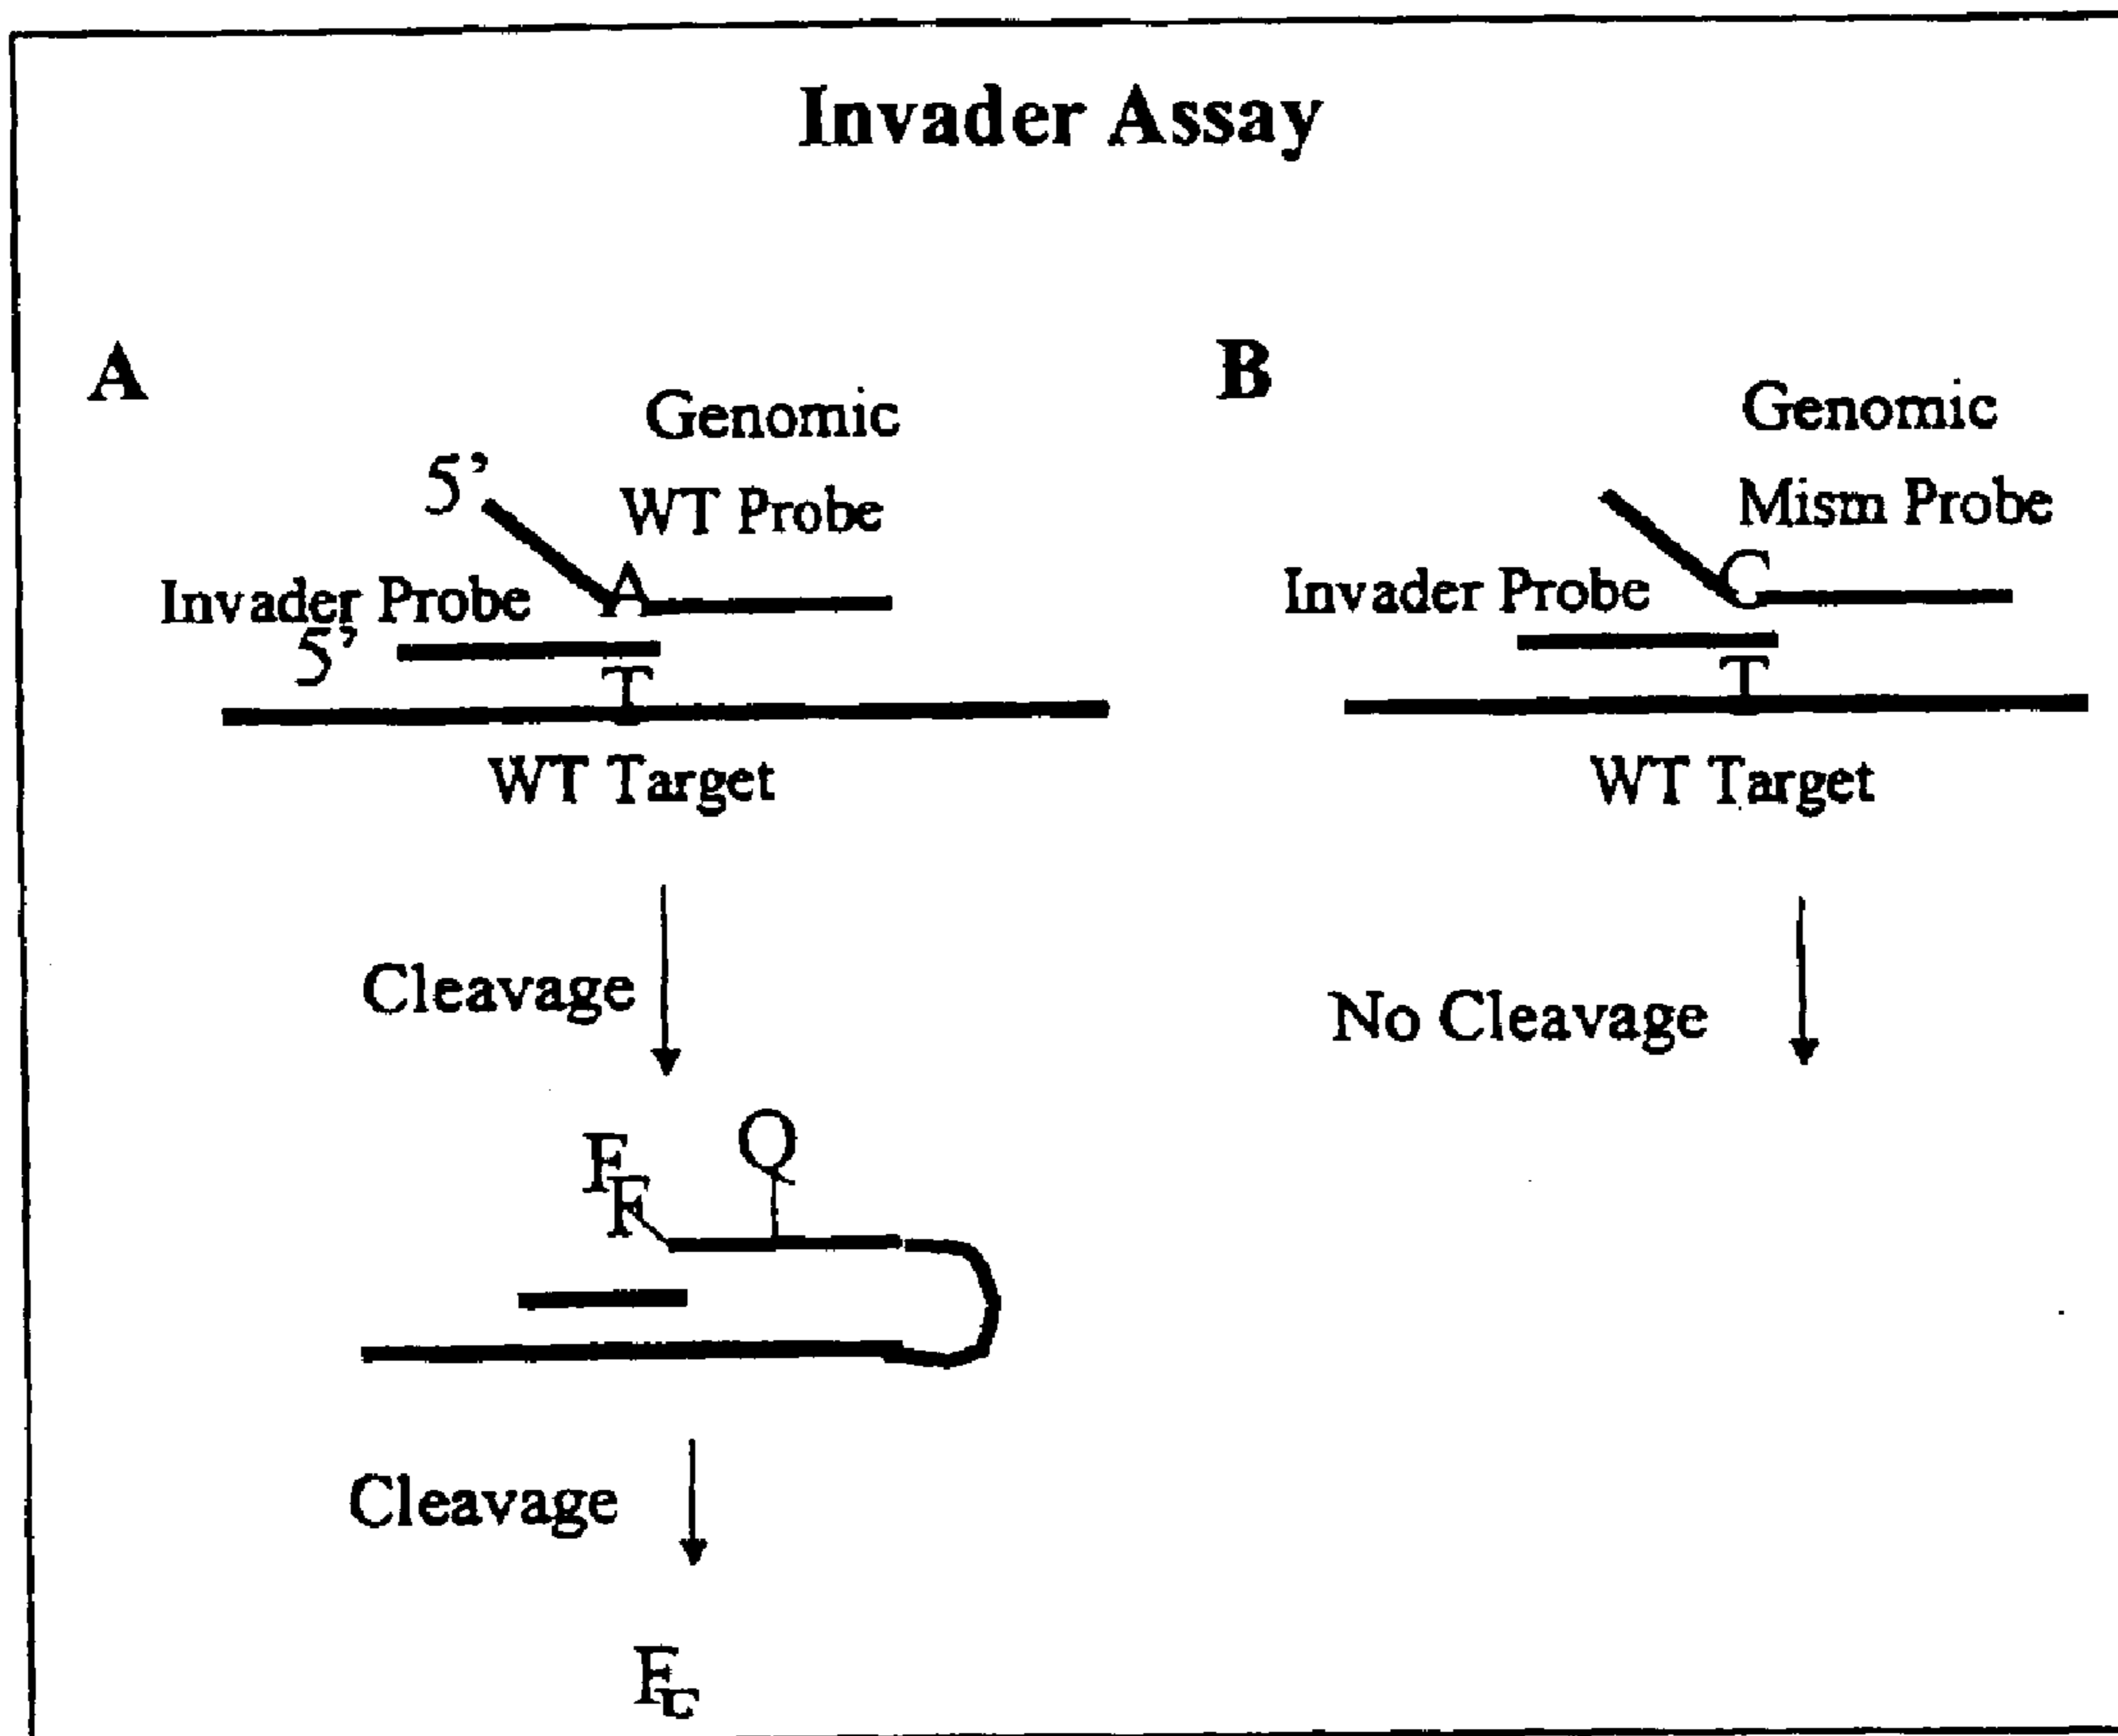 Invader Assay
A
Genomic
5'
WT Probe
A
Invader Probe
5'
T
WT Target
Cleavage
F
F
Q
Cleavage
F
B
Genomic
Mism Probe
C
Invader Probe
T
WT Target
No Cleavage